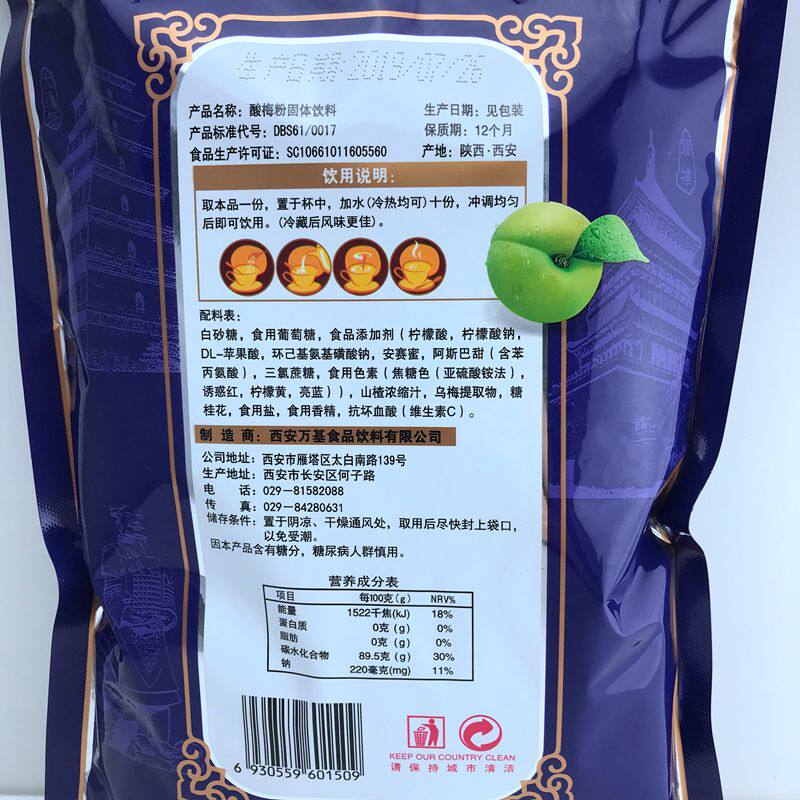 生产日期 2019/07/26
产品名称: 酸梅粉固体饮料
生产日期: 见包装
产品标准代号: DBS61/0017
保质期: 12个月
食品生产许可证: SC10661011605560
产地: 陕西·西安
饮用说明:
取本品一份,置于杯中,加水(冷热均可)十份,冲调均匀
后即可饮用。(冷藏后风味更佳)。
配料表:
白砂糖,食用葡萄糖,食品添加剂(柠檬酸,柠檬酸钠,
DL-苹果酸,环己基氨基磺酸钠,安赛蜜,阿斯巴甜(含苯
丙氨酸),三氯蔗糖,食用色素(焦糖色(亚硫酸铵法),
诱惑红,柠檬黄,亮蓝)),山楂浓缩汁,乌梅提取物,糖
桂花,食用盐,食用香精,抗坏血酸(维生素C)。
制造商:西安万基食品饮料有限公司
公司地址: 西安市雁塔区太白南路139号
生产地址: 西安市长安区何子路
电 话: 029-81582088
传 真: 029-84280631
储存条件: 置于阴凉、干燥通风处,取用后尽快封上袋口,
以免受潮。
因本产品含有糖分,糖尿病人群慎用。
营养成分表
项目 每100克(g) NRV%
能量 1522千焦(kJ) 18%
蛋白质 0克(g) 0%
脂肪 0克(g) 0%
碳水化合物 89.5克(g) 30%
钠 220毫克(mg) 11%
6 930559 601509
KEEP OUR COUNTRY CLEAN
请保持城市清洁